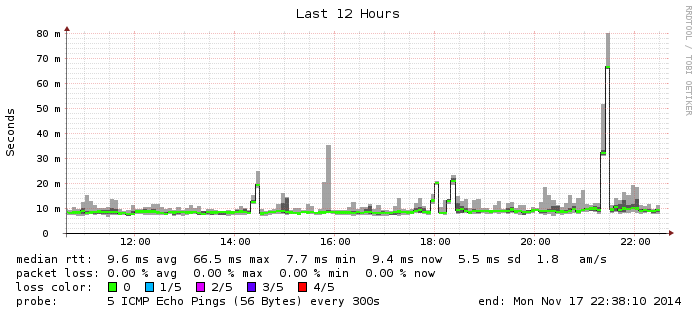 Last 12 Hours
80 m
70 m
60 m
50 m
40 m
30 m
20 m
10 m
0
Seconds
12:00 14:00 16:00 18:00 20:00 22:00
RRDTOOL / TOBI OETIKER
median rtt: 9.6 ms avg 66.5 ms max 7.7 ms min 9.4 ms now 5.5 ms sd 1.8 am/s
packet loss: 0.00 % avg 0.00 % max 0.00 % min 0.00 % now
loss color: 0 1/5 2/5 3/5 4/5
probe: 5 ICMP Echo Pings (56 Bytes) every 300s end: Mon Nov 17 22:38:10 2014